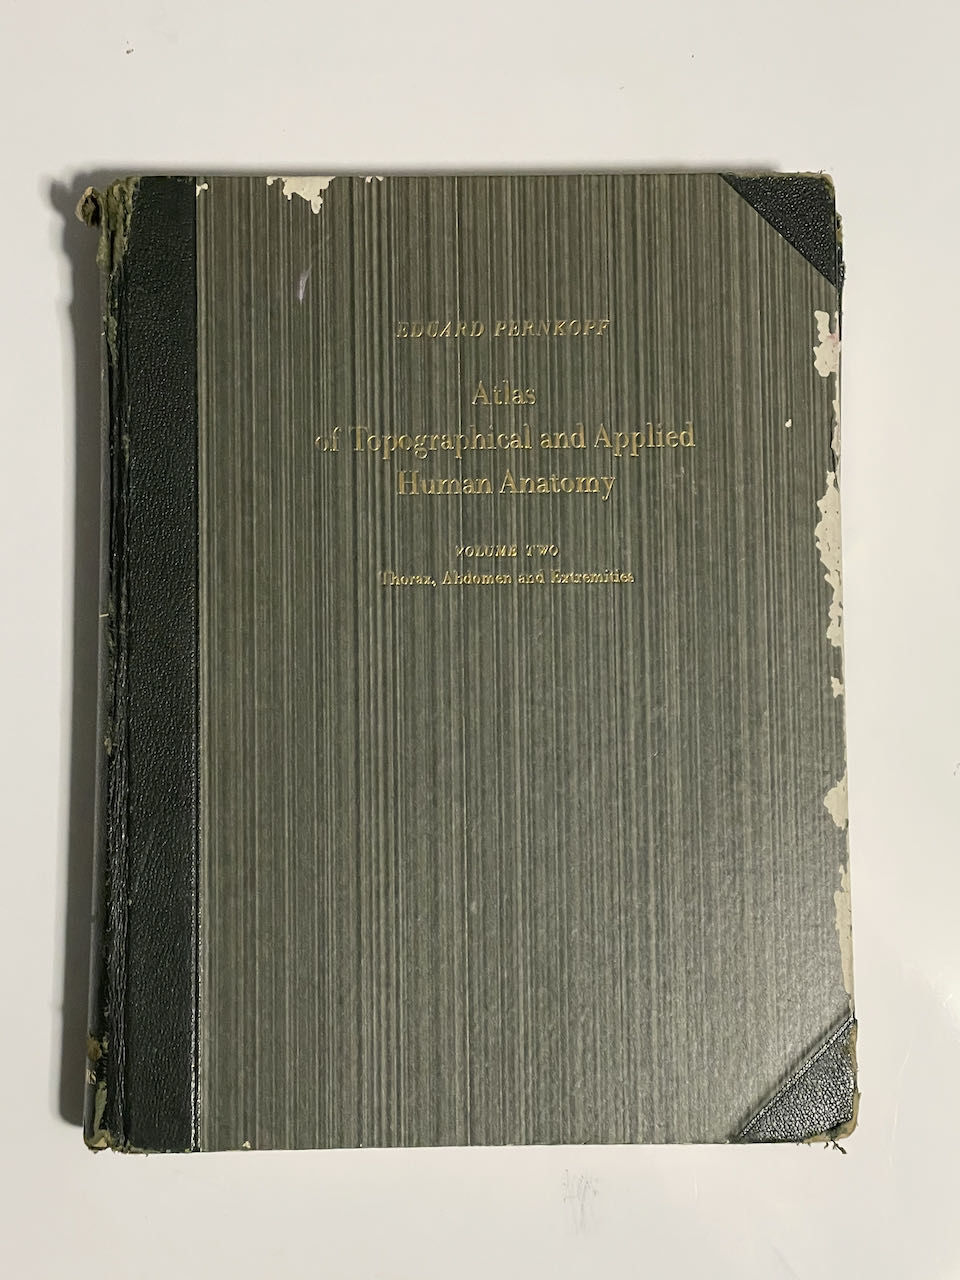 EDUARD PERNKOPF
Atlas
of Topographical and Applied
Human Anatomy
VOLUME TWO
Thorax, Abdomen and Extremities